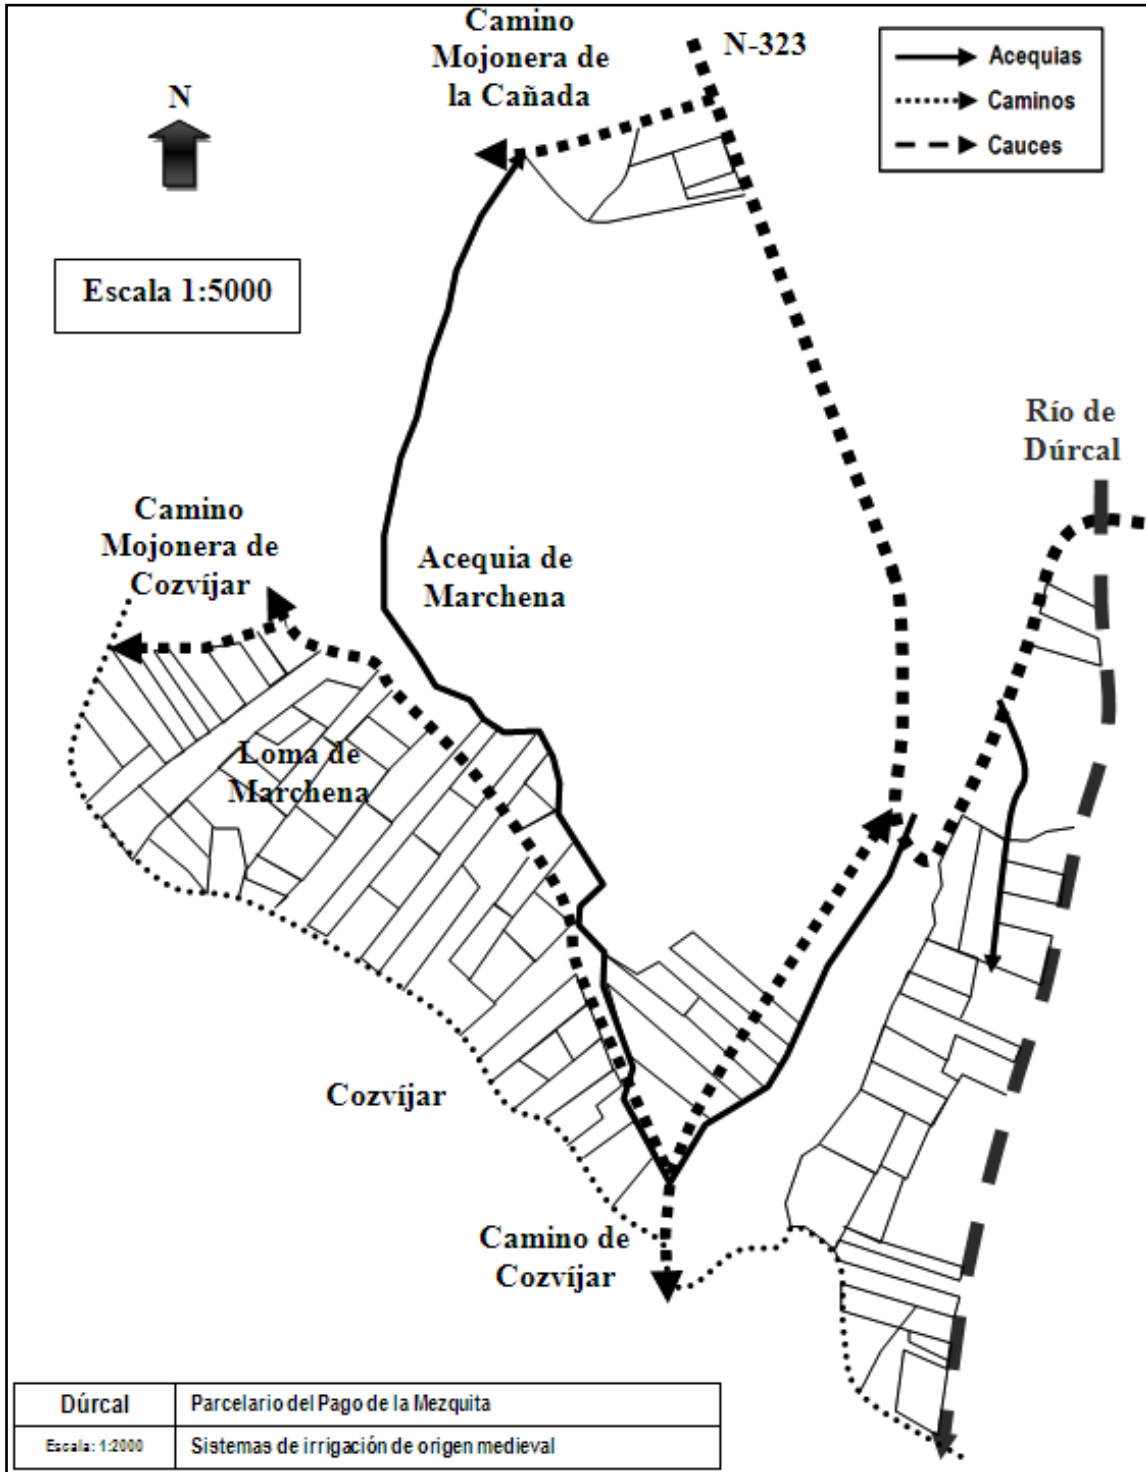 Camino
Mojonera de
la Cañada
N-323
Acequias
Caminos
Cauces
N
Escala 1:5000
Río de
Dúrcal
Camino
Mojonera de
Cozvíjar
Acequia de
Marchena
Loma de
Marchena
Cozvíjar
Camino de
Cozvíjar
Dúrcal
Parcelario del Pago de la Mezquita
Escala: 1:2000
Sistemas de irrigación de origen medieval